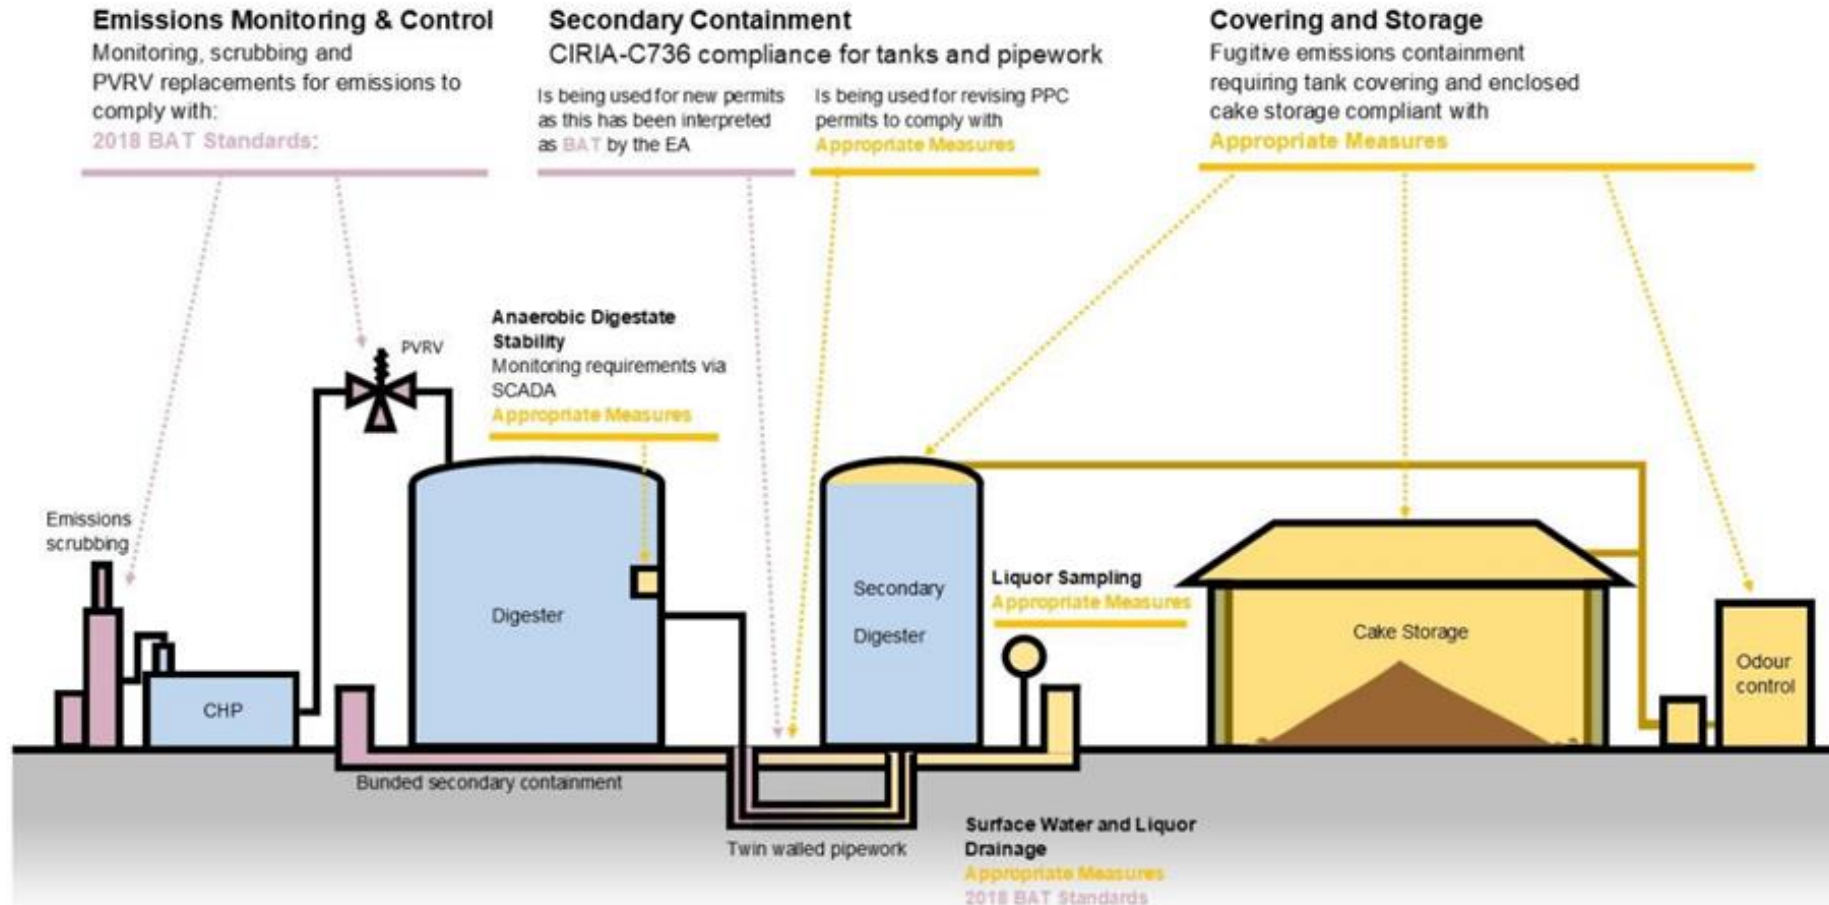 Emissions Monitoring & Control
Monitoring, scrubbing and
PVRV replacements for emissions to
comply with:
2018 BAT Standards:
Secondary Containment
CIRIA-C736 compliance for tanks and pipework
Is being used for new permits
as this has been interpreted
as BAT by the EA
Is being used for revising PPC
permits to comply with
Appropriate Measures
Covering and Storage
Fugitive emissions containment
requiring tank covering and enclosed
cake storage compliant with
Appropriate Measures
PVRV
Anaerobic Digestate
Stability
Monitoring requirements via
SCADA
Appropriate Measures
Emissions
scrubbing
CHP
Digester
Secondary
Digester
Liquor Sampling
Appropriate Measures
Cake Storage
Odour
control
Bunded secondary containment
Twin walled pipework
Surface Water and Liquor
Drainage
Appropriate Measures
2018 BAT Standards